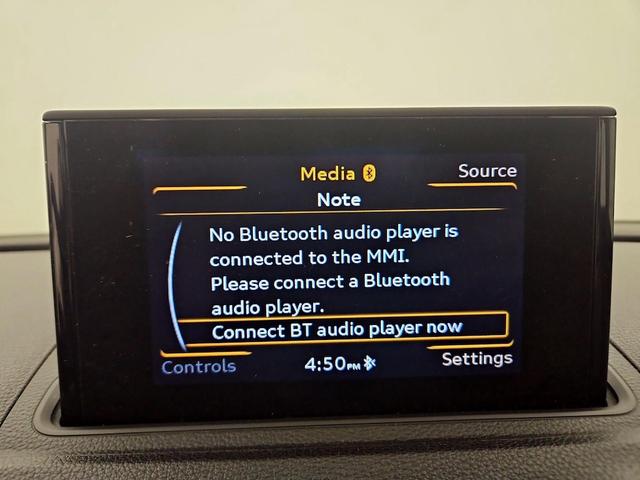 Media
Source
Note
No Bluetooth audio player is
connected to the MMI.
Please connect a Bluetooth
audio player.
Connect BT audio player now
Controls
4:50PM
Settings